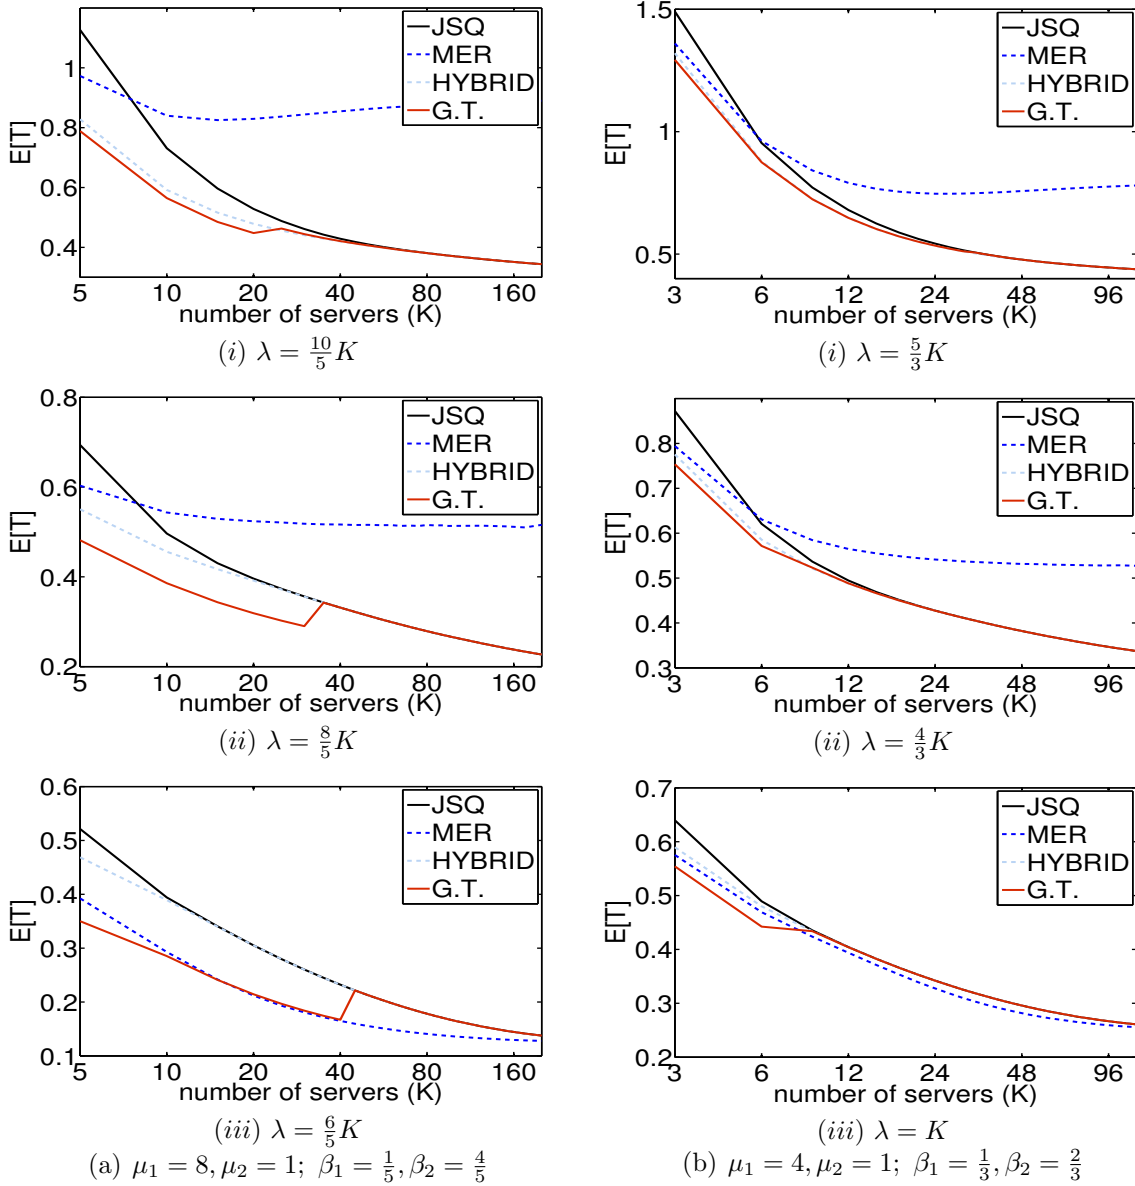 JSQ
MER
HYBRID
G.T.
1
0.8
0.6
0.4
E[T]
5 10 20 40 80 160
number of servers (K)
(i) λ = 10/5 K
JSQ
MER
HYBRID
G.T.
1.5
1
0.5
E[T]
3 6 12 24 48 96
number of servers (K)
(i) λ = 5/3 K
JSQ
MER
HYBRID
G.T.
0.8
0.6
0.4
0.2
E[T]
5 10 20 40 80 160
number of servers (K)
(ii) λ = 8/5 K
JSQ
MER
HYBRID
G.T.
0.8
0.7
0.6
0.5
0.4
0.3
E[T]
3 6 12 24 48 96
number of servers (K)
(ii) λ = 4/3 K
JSQ
MER
HYBRID
G.T.
0.6
0.5
0.4
0.3
0.2
0.1
E[T]
5 10 20 40 80 160
number of servers (K)
(iii) λ = 6/5 K
(a) μ₁ = 8, μ₂ = 1; β₁ = 1/5, β₂ = 4/5
JSQ
MER
HYBRID
G.T.
0.7
0.6
0.5
0.4
0.3
0.2
E[T]
3 6 12 24 48 96
number of servers (K)
(iii) λ = K
(b) μ₁ = 4, μ₂ = 1; β₁ = 1/3, β₂ = 2/3